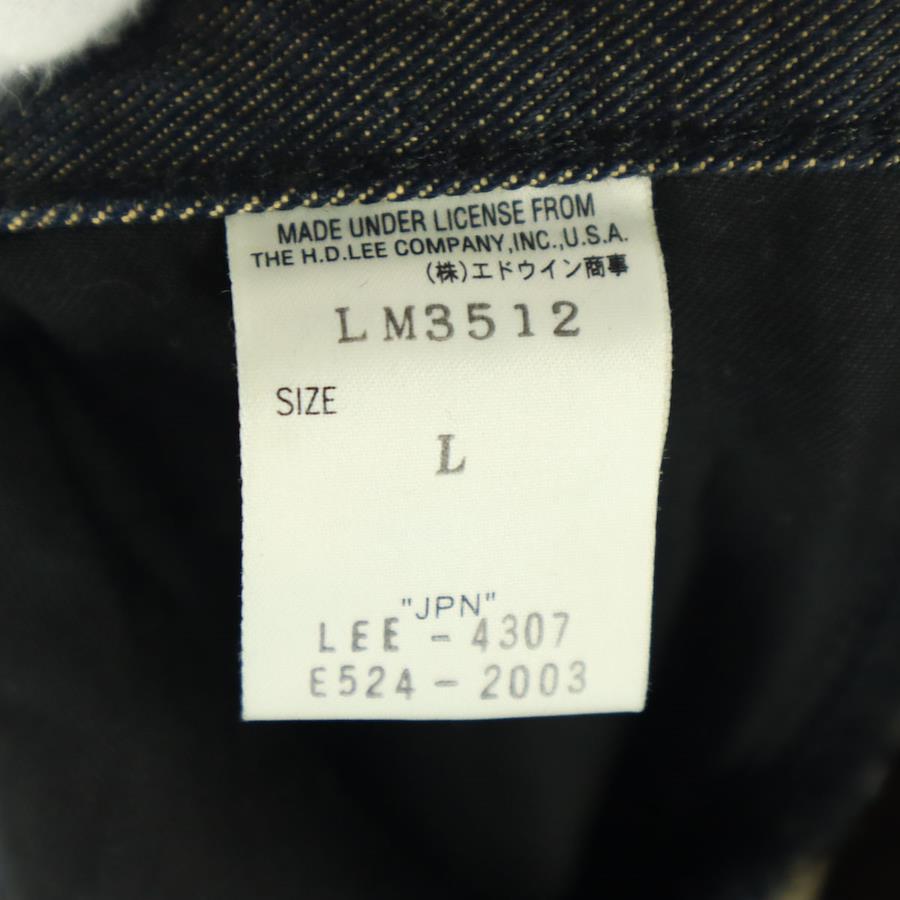 MADE UNDER LICENSE FROM
THE H.D.LEE COMPANY,INC.,U.S.A.
(株)エドウイン商事
LM3512
SIZE
L
"JPN"
LEE-4307
E524-2003